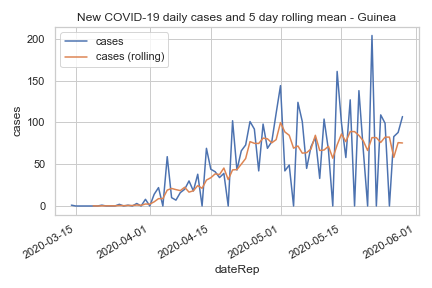 New COVID-19 daily cases and 5 day rolling mean - Guinea
cases
cases (rolling)
200
150
100
50
0
cases
2020-03-15
2020-04-01
2020-04-15
2020-05-01
2020-05-15
2020-06-01
dateRep